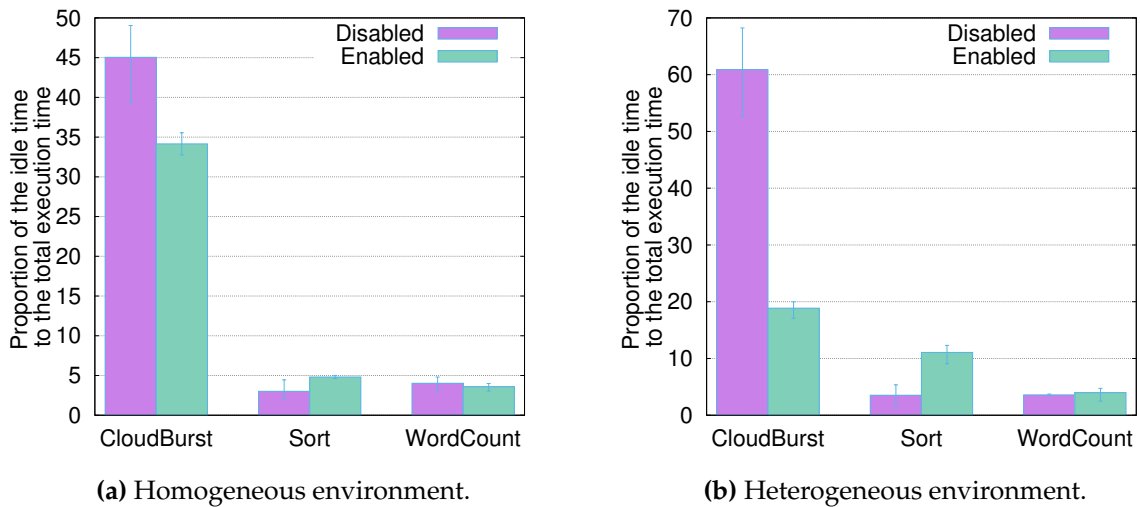 Proportion of the idle time
to the total execution time
50
45
40
35
30
25
20
15
10
5
0
Disabled
Enabled
CloudBurst
Sort
WordCount
(a) Homogeneous environment.
Proportion of the idle time
to the total execution time
70
60
50
40
30
20
10
0
Disabled
Enabled
CloudBurst
Sort
WordCount
(b) Heterogeneous environment.